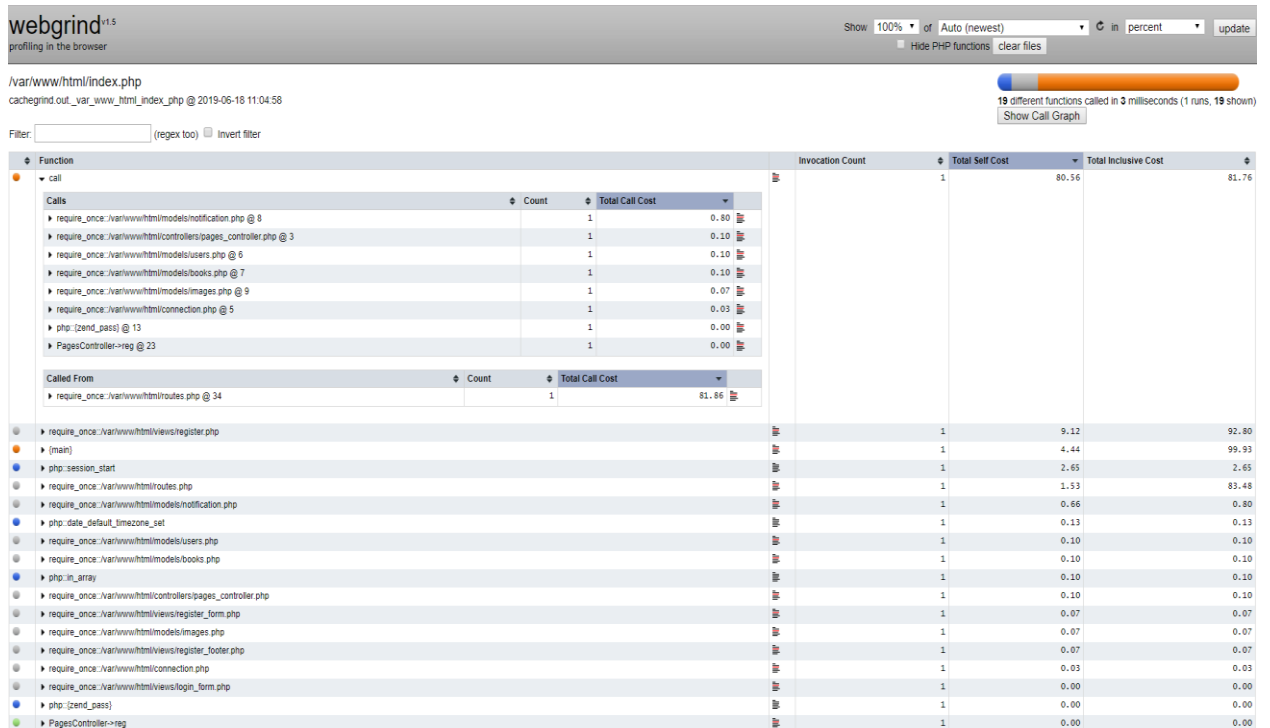 webgrind v1.5
profiling in the browser
Show 100% of Auto (newest) in percent update
Hide PHP functions clear files
/var/www/html/index.php
cachegrind.out._var_www_html_index_php @ 2019-06-18 11:04:58
19 different functions called in 3 milliseconds (1 runs, 19 shown)
Show Call Graph
Filter: (regex too) Invert filter
Function Invocation Count Total Self Cost Total Inclusive Cost
call 1 80.56 81.76
Calls Count Total Call Cost
require_once::/var/www/html/models/notification.php @ 8 1 0.80
require_once::/var/www/html/controllers/pages_controller.php @ 3 1 0.10
require_once::/var/www/html/models/users.php @ 6 1 0.10
require_once::/var/www/html/models/books.php @ 7 1 0.10
require_once::/var/www/html/models/images.php @ 9 1 0.07
require_once::/var/www/html/connection.php @ 5 1 0.03
php::{zend_pass} @ 13 1 0.00
PagesController->reg @ 23 1 0.00
Called From Count Total Call Cost
require_once::/var/www/html/routes.php @ 34 1 81.86
require_once::/var/www/html/views/register.php 1 9.12 92.80
{main} 1 4.44 99.93
php::session_start 1 2.65 2.65
require_once::/var/www/html/routes.php 1 1.53 83.48
require_once::/var/www/html/models/notification.php 1 0.66 0.80
php::date_default_timezone_set 1 0.13 0.13
require_once::/var/www/html/models/users.php 1 0.10 0.10
require_once::/var/www/html/models/books.php 1 0.10 0.10
php::in_array 1 0.10 0.10
require_once::/var/www/html/controllers/pages_controller.php 1 0.10 0.10
require_once::/var/www/html/views/register_form.php 1 0.07 0.07
require_once::/var/www/html/models/images.php 1 0.07 0.07
require_once::/var/www/html/views/register_footer.php 1 0.07 0.07
require_once::/var/www/html/connection.php 1 0.03 0.03
require_once::/var/www/html/views/login_form.php 1 0.00 0.00
php::{zend_pass} 1 0.00 0.00
PagesController->reg 1 0.00 0.00